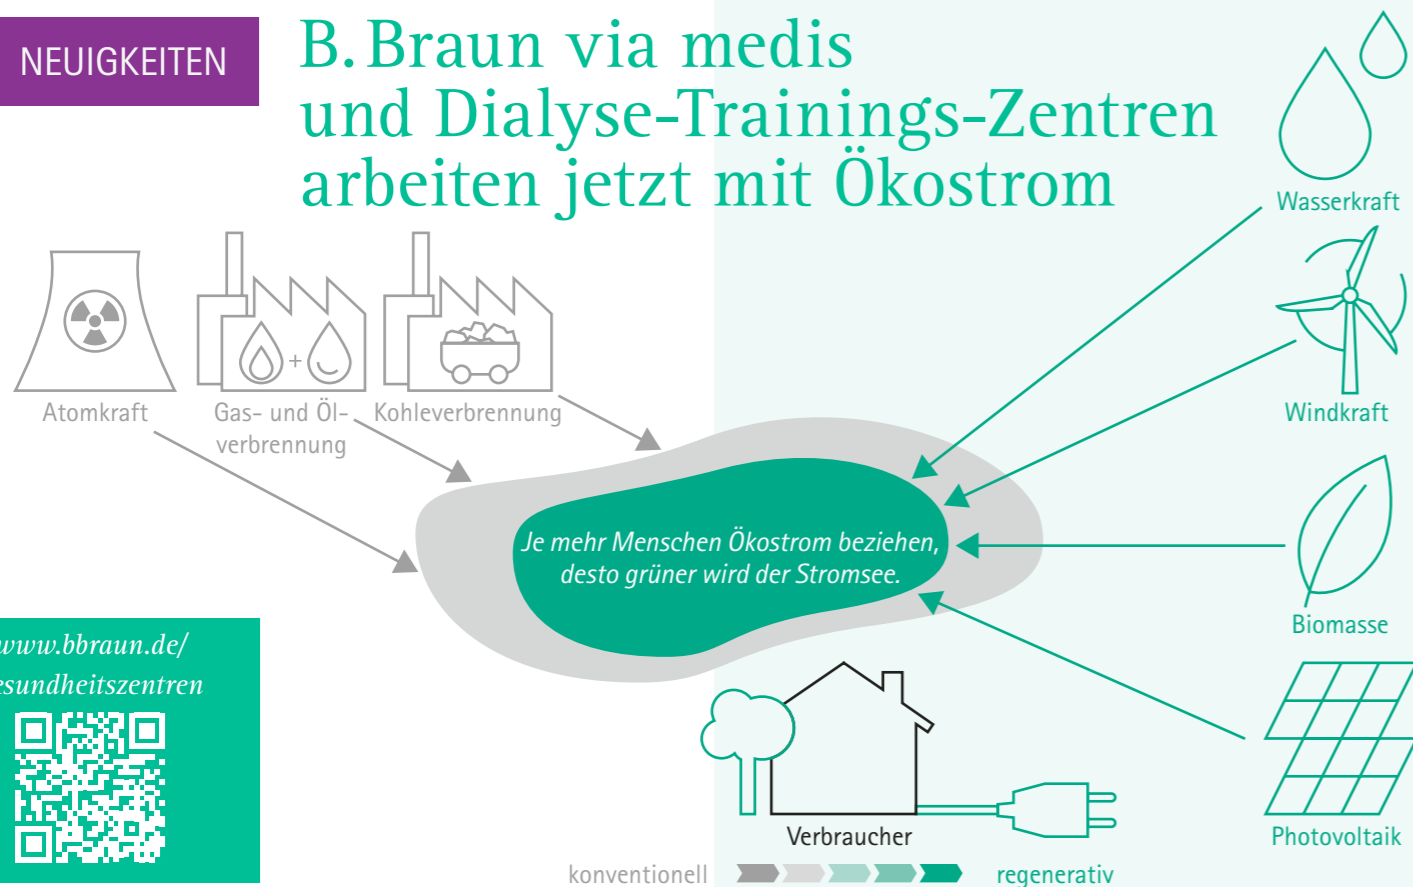 NEUIGKEITEN
B. Braun via medis
und Dialyse-Trainings-Zentren
arbeiten jetzt mit Ökostrom
Wasserkraft
Windkraft
Biomasse
Photovoltaik
Atomkraft
Gas- und Öl-
verbrennung
+
Kohleverbrennung
Je mehr Menschen Ökostrom beziehen,
desto grüner wird der Stromsee.
www.bbraun.de/
esundheitszentren
Verbraucher
konventionell
regenerativ